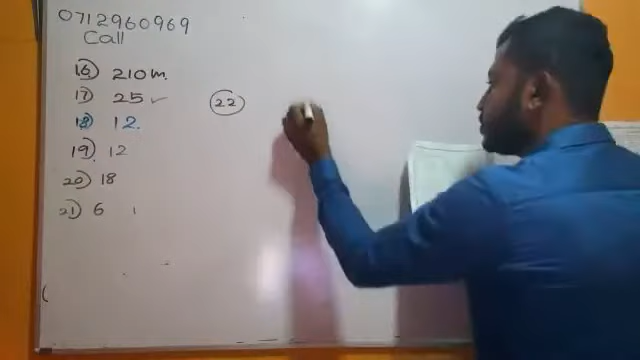 0712960969
Call
16) 210m.
17) 25 ✓
18) 12.
19) 12
20) 18
21) 6
22